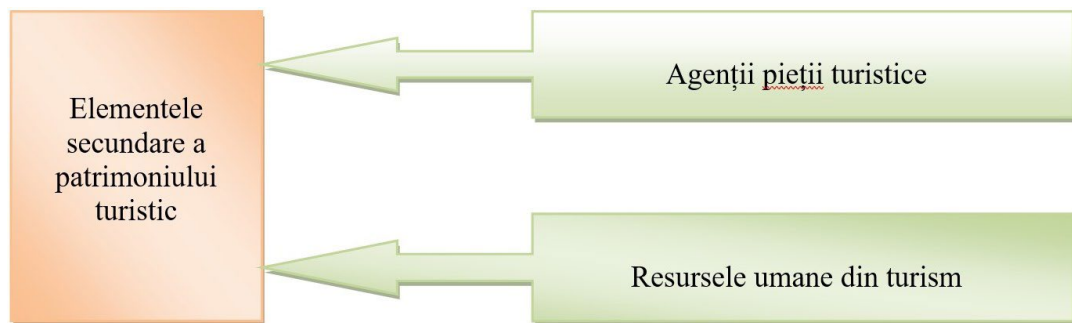 Elementele
secundare a
patrimoniului
turistic
Agenții pieții turistice
Resursele umane din turism